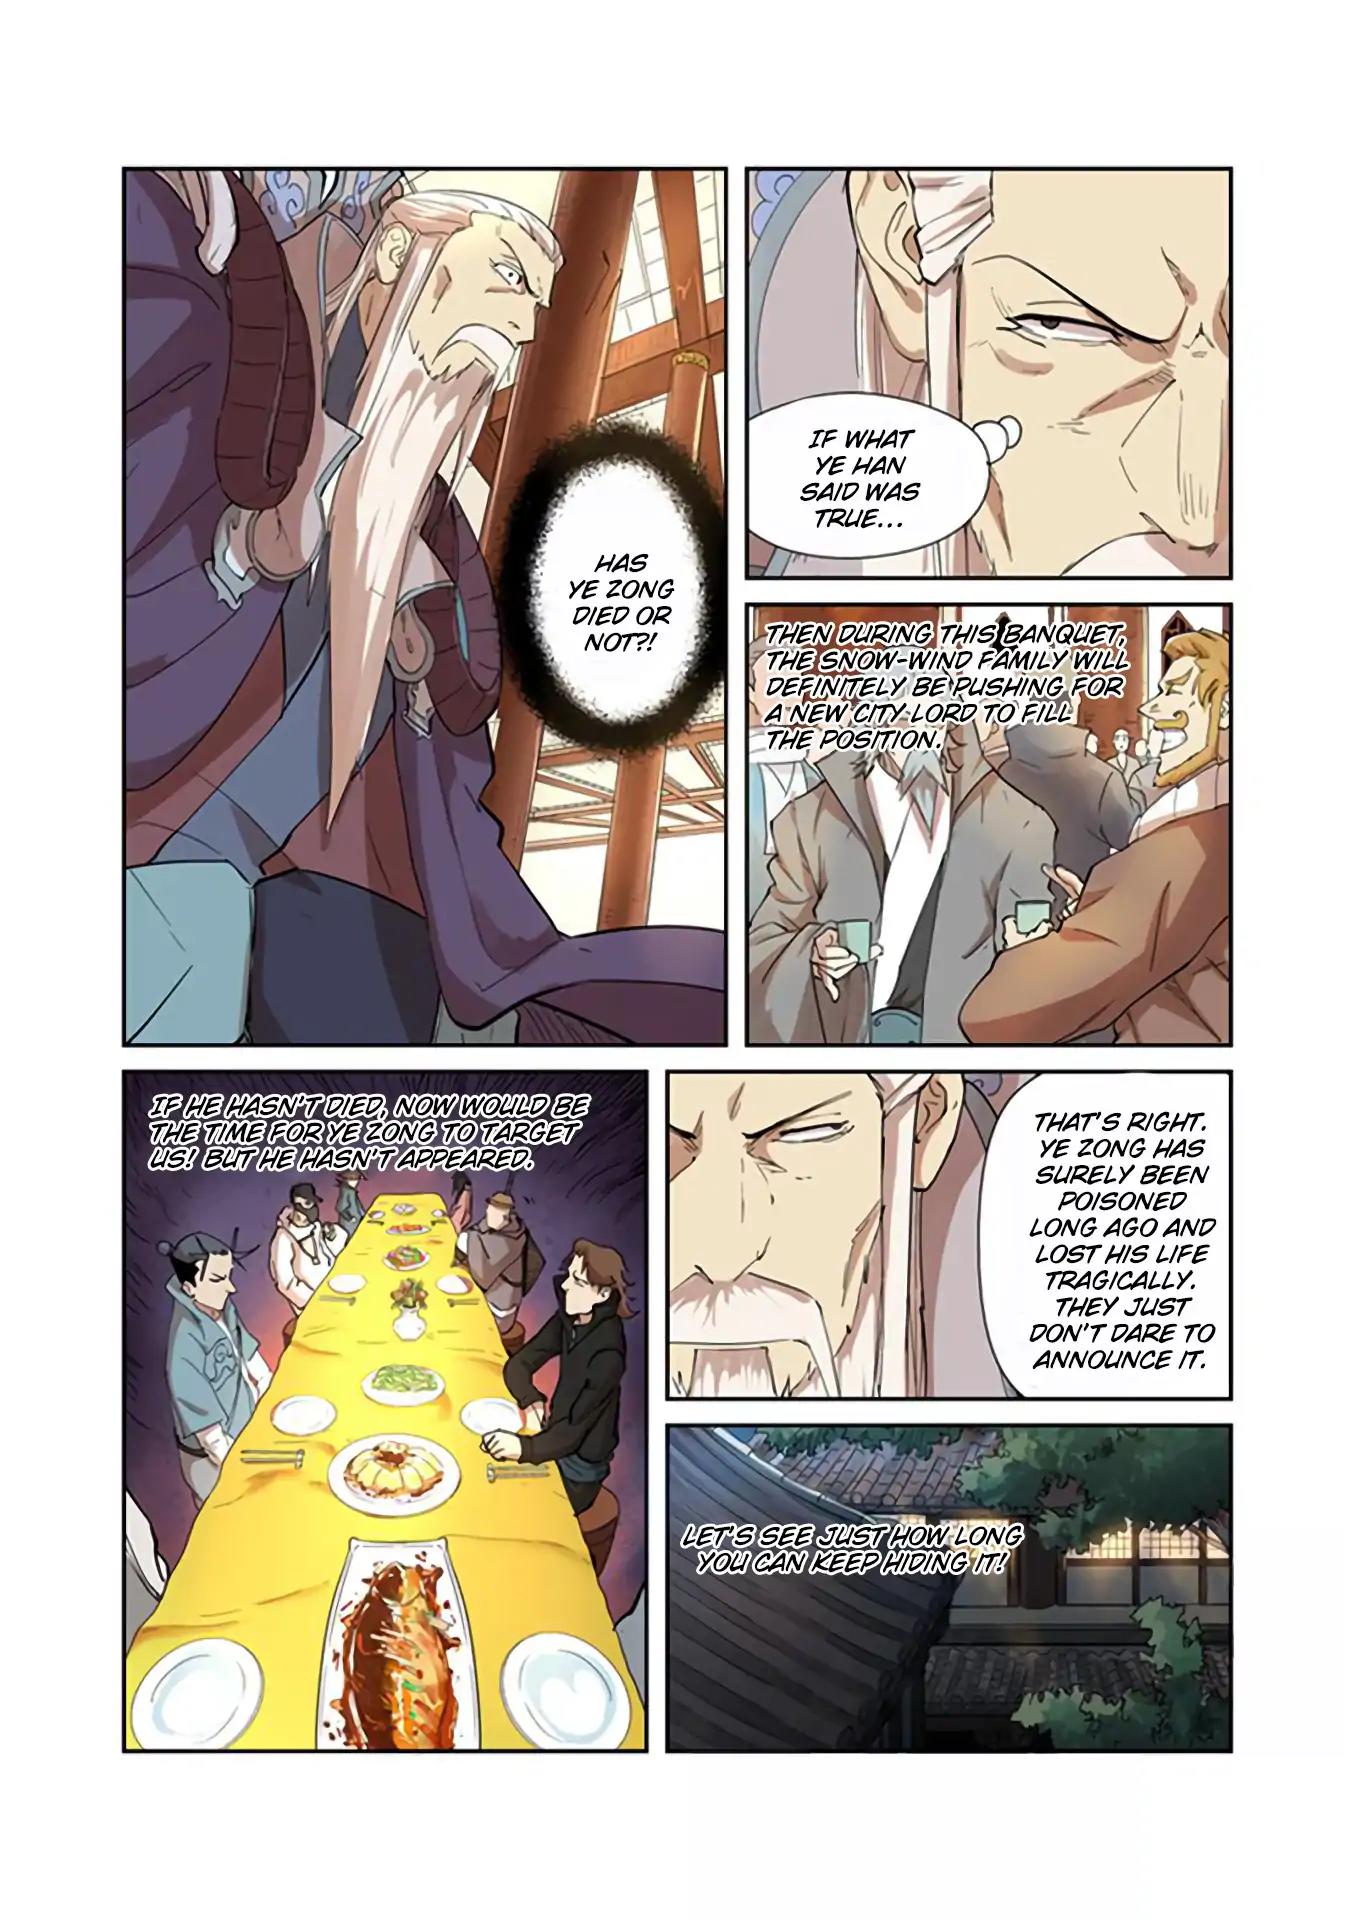 HAS
YE ZONG
DIED OR
NOT?!
IF WHAT
YE HAN
SAID WAS
TRUE...
THEN DURING THIS BANQUET,
THE SNOW-WIND FAMILY WILL
DEFINITELY BE PUSHING FOR
A NEW CITY LORD TO FILL
THE POSITION.
IF HE HASN'T DIED, NOW WOULD BE
THE TIME FOR YE ZONG TO TARGET
US! BUT HE HASN'T APPEARED.
THAT'S RIGHT.
YE ZONG HAS
SURELY BEEN
POISONED
LONG AGO AND
LOST HIS LIFE
TRAGICALLY.
THEY JUST
DON'T DARE TO
ANNOUNCE IT.
LET'S SEE JUST HOW LONG
YOU CAN KEEP HIDING IT!